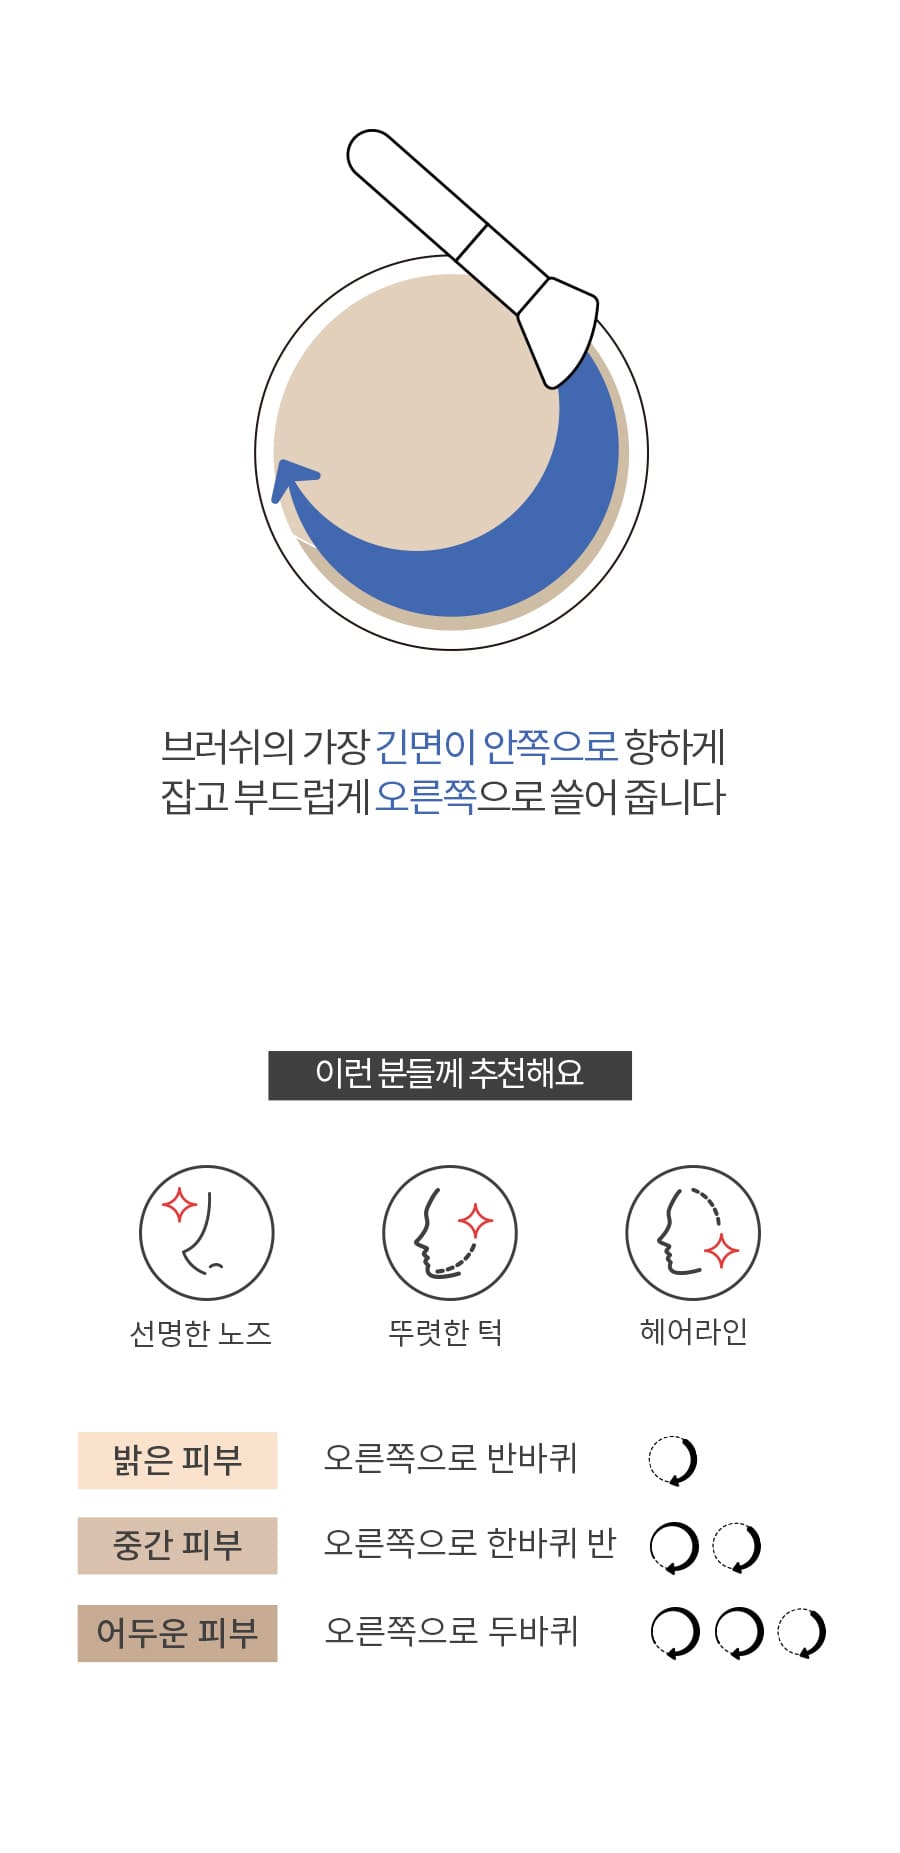 브러쉬의 가장 긴면이 안쪽으로 향하게
잡고 부드럽게 오른쪽으로 쓸어 줍니다
이런 분들께 추천해요
선명한 노즈
뚜렷한 턱
헤어라인
밝은 피부 오른쪽으로 반바퀴
중간 피부 오른쪽으로 한바퀴 반
어두운 피부 오른쪽으로 두바퀴